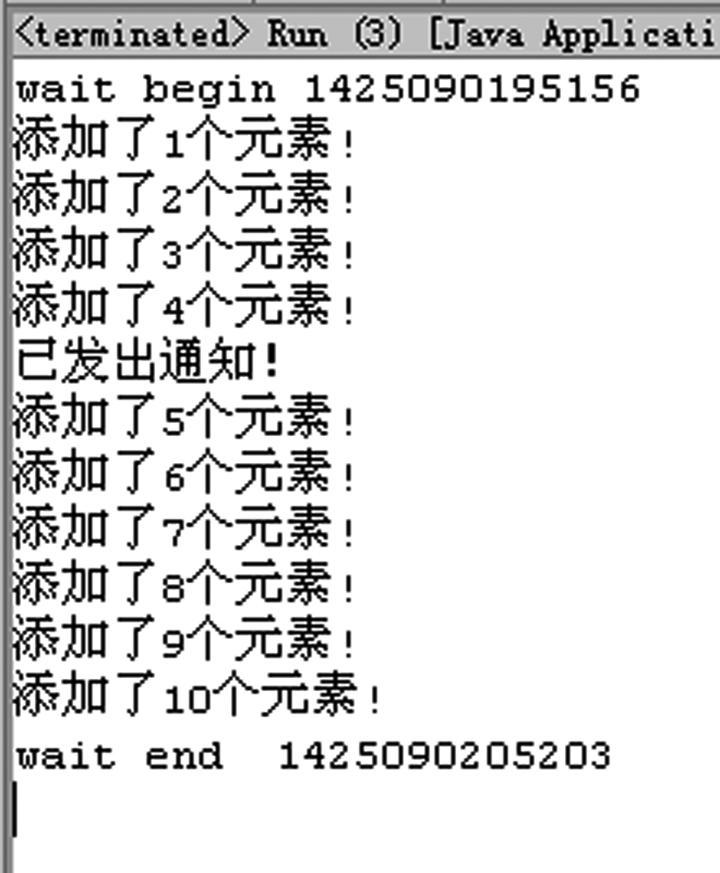 <terminated> Run (3) [Java Applicati
wait begin 1425090195156
添加了1个元素!
添加了2个元素!
添加了3个元素!
添加了4个元素!
已发出通知!
添加了5个元素!
添加了6个元素!
添加了7个元素!
添加了8个元素!
添加了9个元素!
添加了10个元素!
wait end  1425090205203